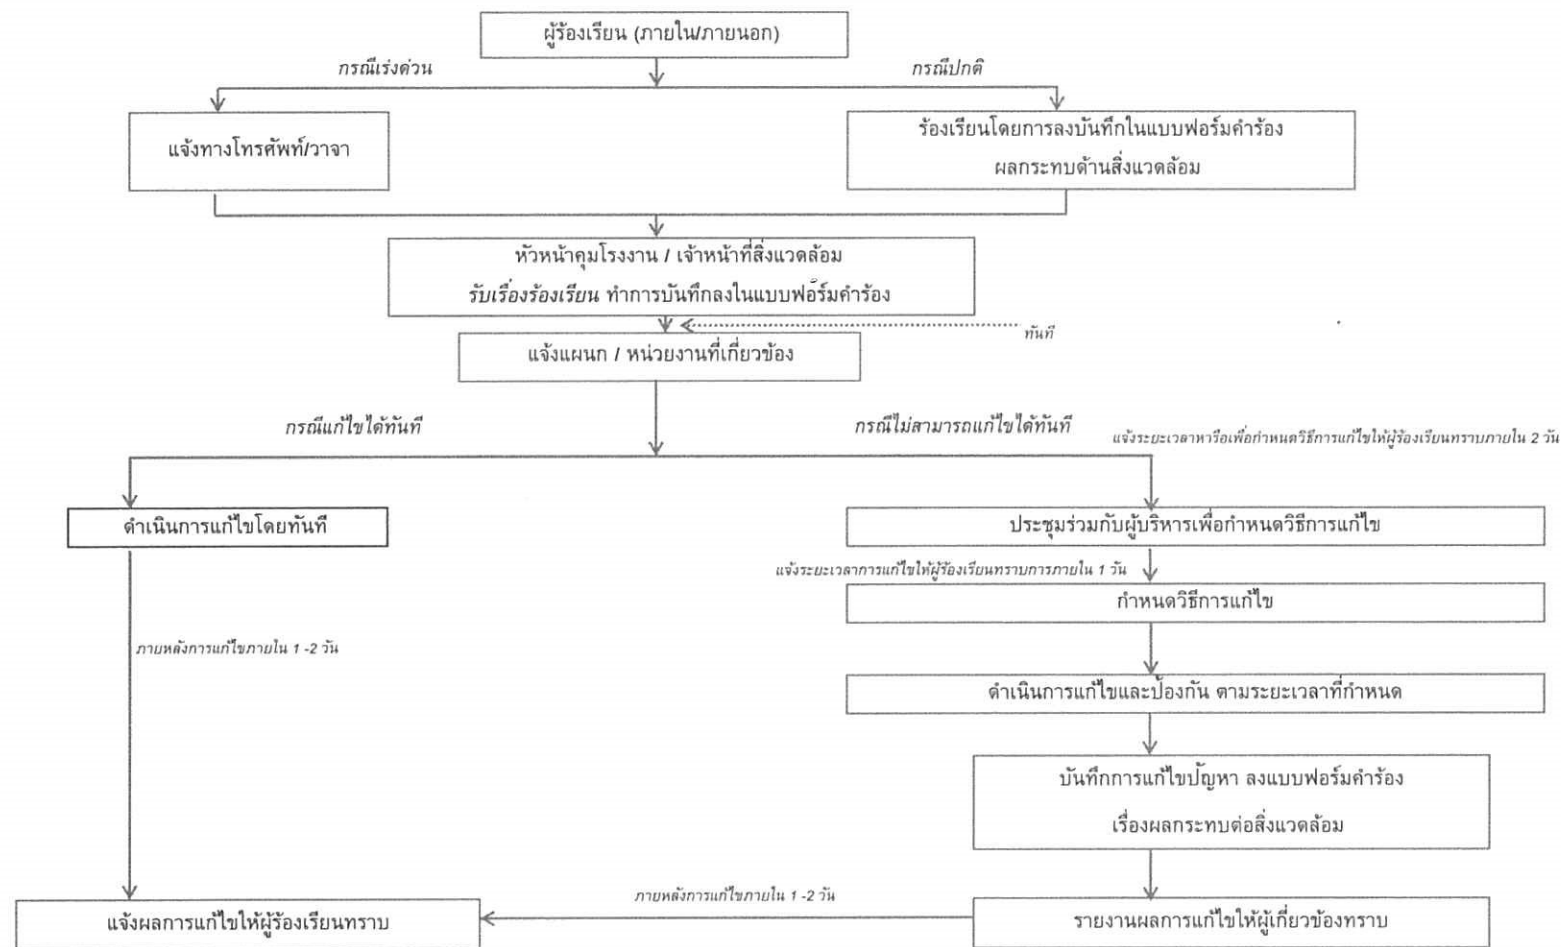 ผู้ร้องเรียน (ภายใน/ภายนอก)
กรณีเร่งด่วน
กรณีปกติ
แจ้งทางโทรศัพท์/วาจา
ร้องเรียนโดยการลงบันทึกในแบบฟอร์มคำร้อง
ผลกระทบด้านสิ่งแวดล้อม
หัวหน้าคุมโรงงาน / เจ้าหน้าที่สิ่งแวดล้อม
รับเรื่องร้องเรียน ทำการบันทึกลงในแบบฟอร์มคำร้อง
ทันที
แจ้งแผนก / หน่วยงานที่เกี่ยวข้อง
กรณีแก้ไขได้ทันที
กรณีไม่สามารถแก้ไขได้ทันที
แจ้งระยะเวลาหารือเพื่อกำหนดวิธีการแก้ไขให้ผู้ร้องเรียนทราบภายใน 2 วัน
ดำเนินการแก้ไขโดยทันที
ประชุมร่วมกับผู้บริหารเพื่อกำหนดวิธีการแก้ไข
แจ้งระยะเวลาการแก้ไขให้ผู้ร้องเรียนทราบการภายใน 1 วัน
กำหนดวิธีการแก้ไข
ภายหลังการแก้ไขภายใน 1 -2 วัน
ดำเนินการแก้ไขและป้องกัน ตามระยะเวลาที่กำหนด
บันทึกการแก้ไขปัญหา ลงแบบฟอร์มคำร้อง
เรื่องผลกระทบต่อสิ่งแวดล้อม
ภายหลังการแก้ไขภายใน 1 -2 วัน
แจ้งผลการแก้ไขให้ผู้ร้องเรียนทราบ
รายงานผลการแก้ไขให้ผู้เกี่ยวข้องทราบ